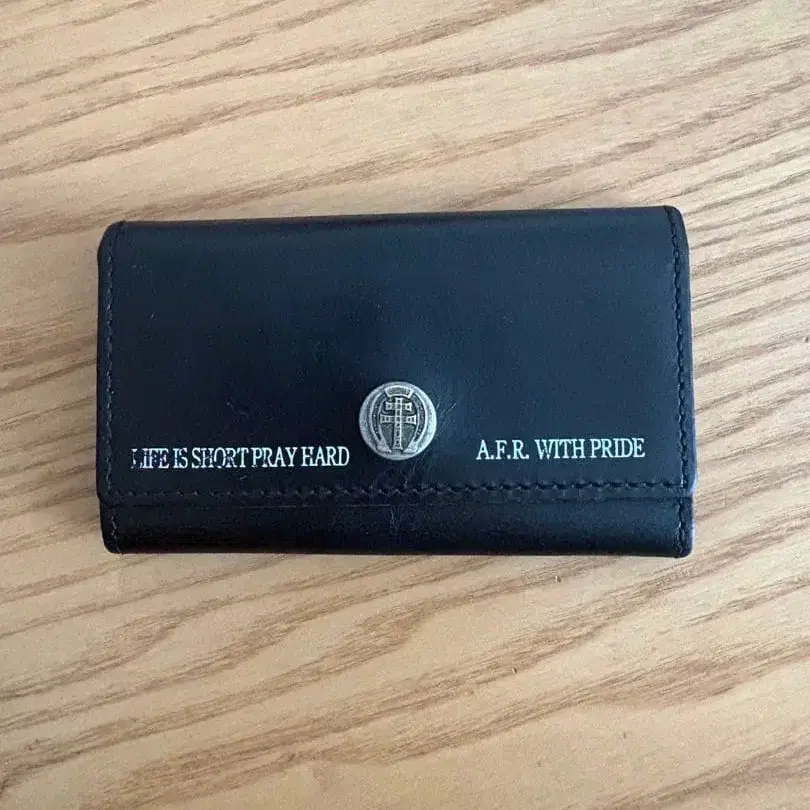 LIFE IS SHORT PRAY HARD
A.F.R. WITH PRIDE